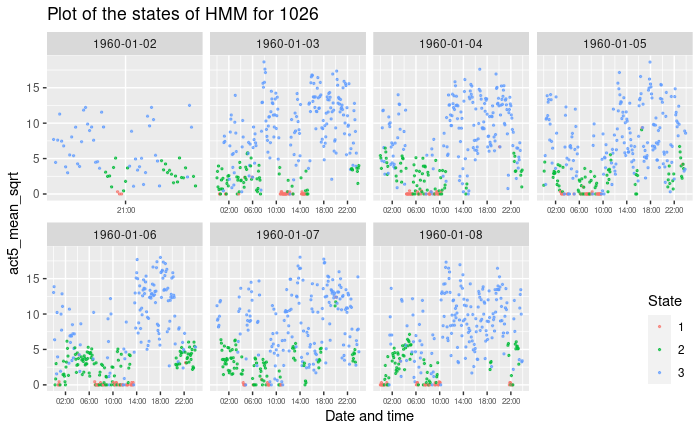 Plot of the states of HMM for 1026
1960-01-02 1960-01-03 1960-01-04 1960-01-05
15
10
5
0
21:00 02:00 06:00 10:00 14:00 18:00 22:00 02:00 06:00 10:00 14:00 18:00 22:00 02:00 06:00 10:00 14:00 18:00 22:00
act5_mean_sqrt
1960-01-06 1960-01-07 1960-01-08
15
10
5
0
02:00 06:00 10:00 14:00 18:00 22:00 02:00 06:00 10:00 14:00 18:00 22:00 02:00 06:00 10:00 14:00 18:00 22:00
Date and time
State
1
2
3